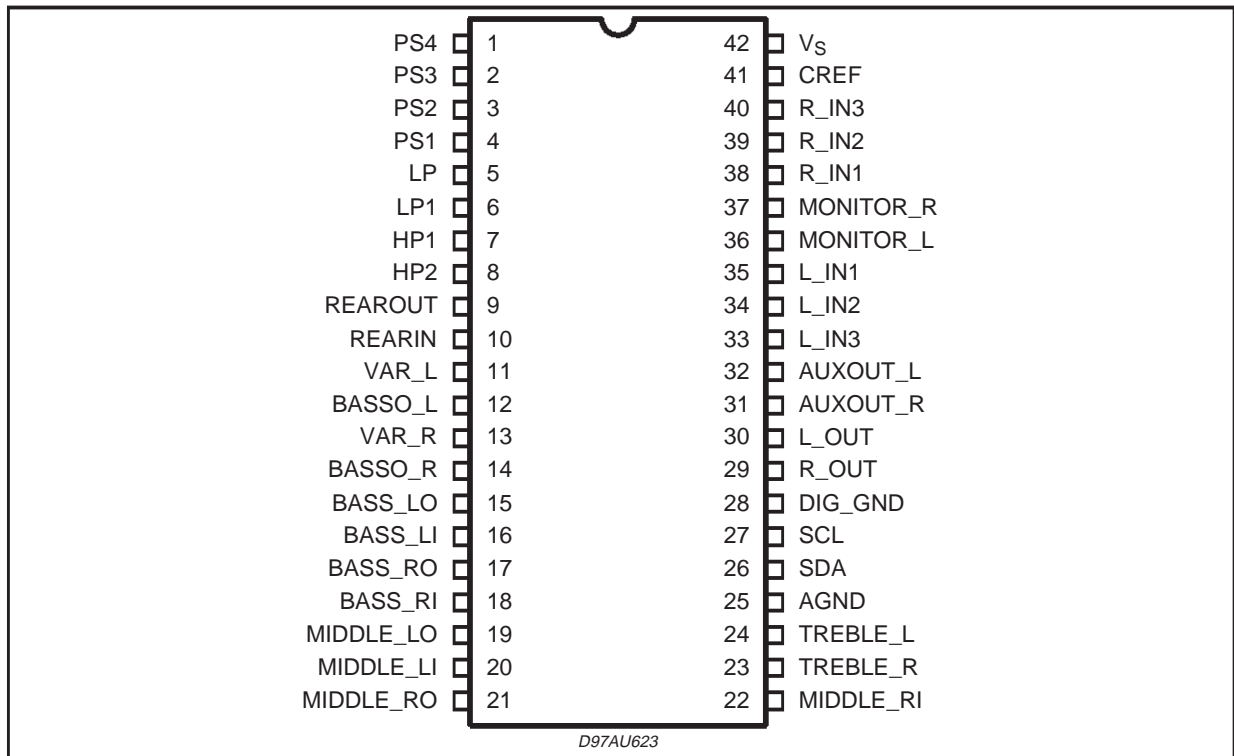 PS4 1 42 VS
PS3 2 41 CREF
PS2 3 40 R_IN3
PS1 4 39 R_IN2
LP 5 38 R_IN1
LP1 6 37 MONITOR_R
HP1 7 36 MONITOR_L
HP2 8 35 L_IN1
REAROUT 9 34 L_IN2
REARIN 10 33 L_IN3
VAR_L 11 32 AUXOUT_L
BASSO_L 12 31 AUXOUT_R
VAR_R 13 30 L_OUT
BASSO_R 14 29 R_OUT
BASS_LO 15 28 DIG_GND
BASS_LI 16 27 SCL
BASS_RO 17 26 SDA
BASS_RI 18 25 AGND
MIDDLE_LO 19 24 TREBLE_L
MIDDLE_LI 20 23 TREBLE_R
MIDDLE_RO 21 22 MIDDLE_RI
D97AU623